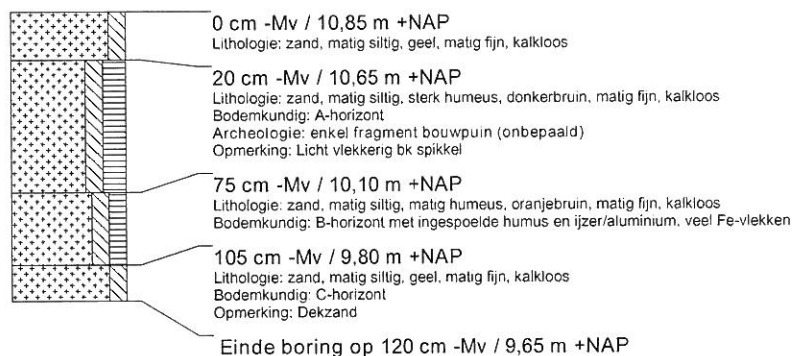 0 cm -Mv / 10,85 m +NAP
Lithologie: zand, matig siltig, geel, matig fijn, kalkloos
20 cm -Mv / 10,65 m +NAP
Lithologie: zand, matig siltig, sterk humeus, donkerbruin, matig fijn, kalkloos
Bodemkundig: A-horizont
Archeologie: enkel fragment bouwpuin (onbepaald)
Opmerking: Licht vlekkerig bk spikkel
75 cm -Mv / 10,10 m +NAP
Lithologie: zand, matig siltig, matig humeus, oranjebruin, matig fijn, kalkloos
Bodemkundig: B-horizont met ingespoelde humus en ijzer/aluminium, veel Fe-vlekken
105 cm -Mv / 9,80 m +NAP
Lithologie: zand, matig siltig, geel, matig fijn, kalkloos
Bodemkundig: C-horizont
Opmerking: Dekzand
Einde boring op 120 cm -Mv / 9,65 m +NAP